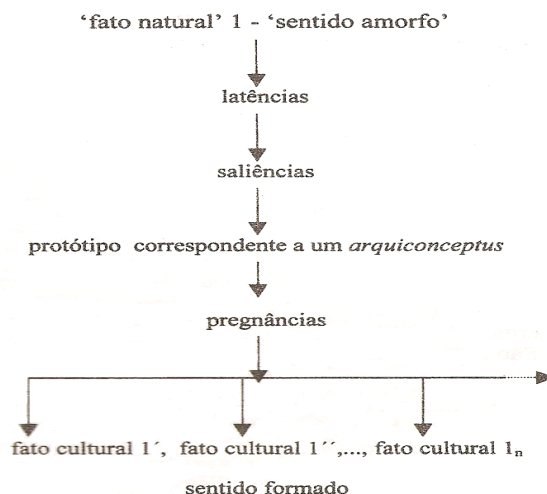 ‘fato natural’ 1 - ‘sentido amorfo’
latências
saliências
protótipo correspondente a um arquiconceptus
pregnâncias
fato cultural 1´, fato cultural 1´´,..., fato cultural 1n
sentido formado